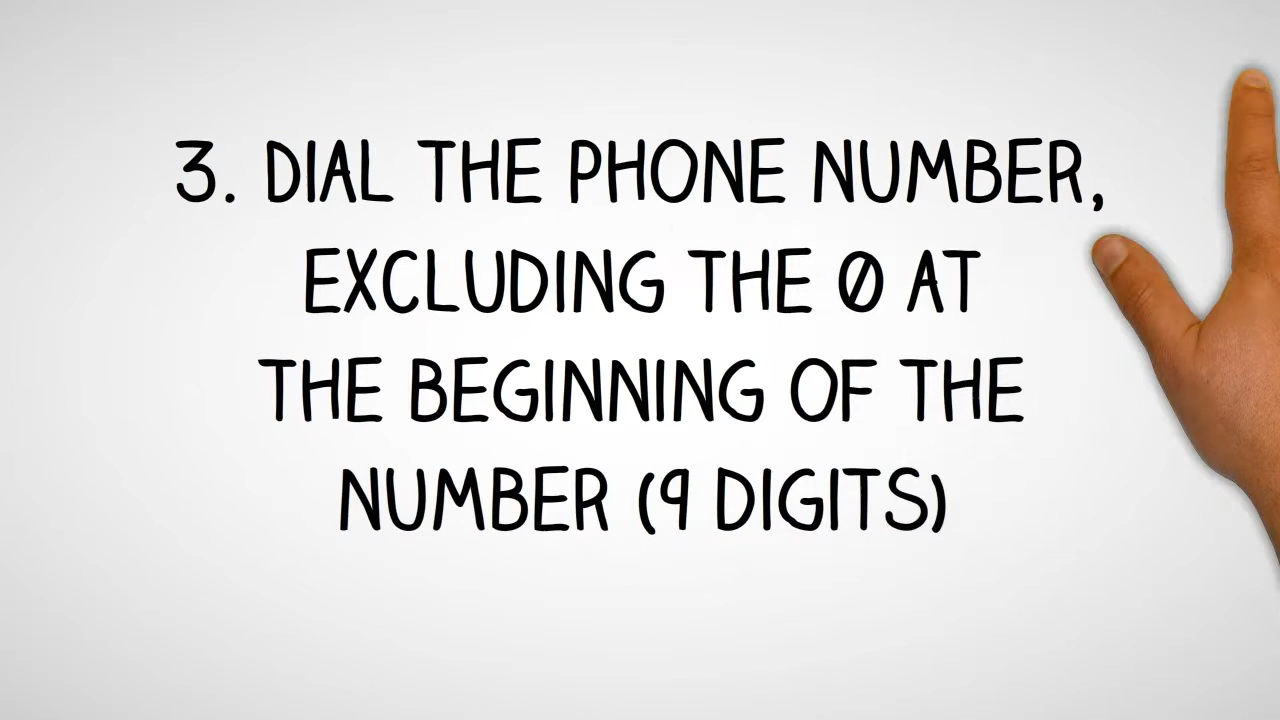 3. DIAL THE PHONE NUMBER,
EXCLUDING THE 0 AT
THE BEGINNING OF THE
NUMBER (9 DIGITS)